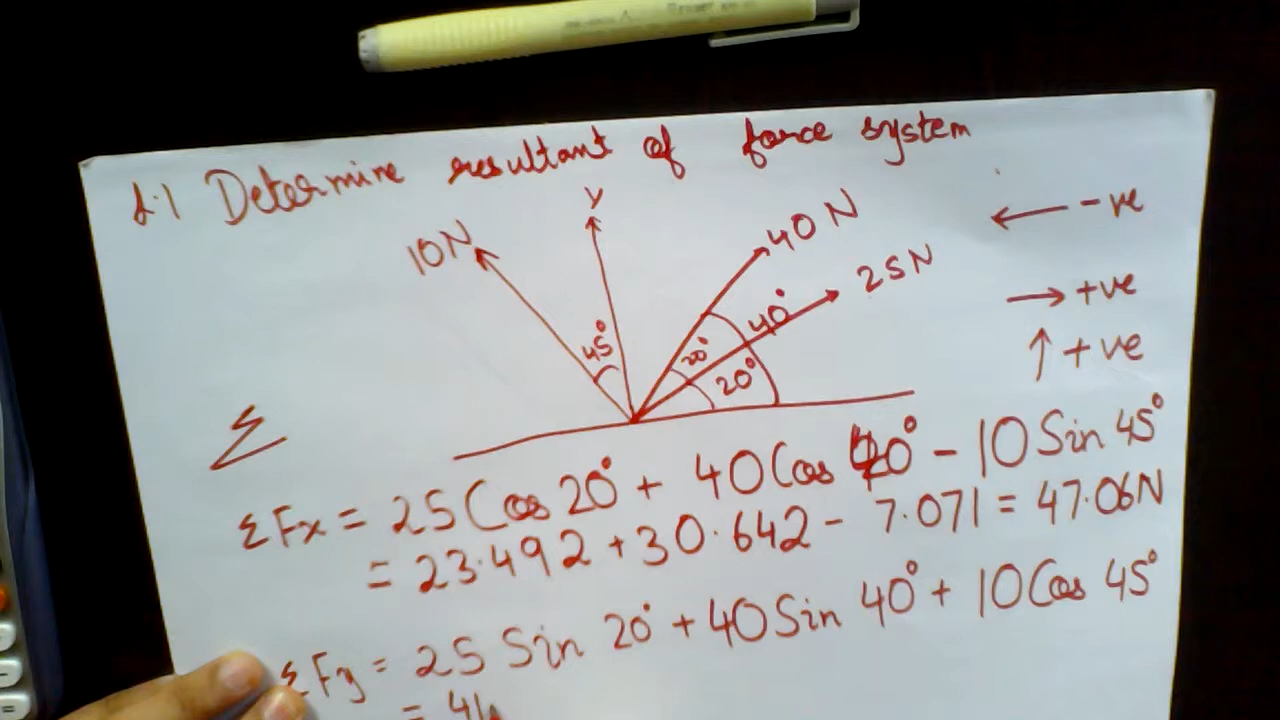 2.1 Determine resultant of force system
Y
10N
40 N
25N
45°
20°
40°
20°
← -ve
→ +ve
↑ +ve
Σ
ΣFx = 25 Cos 20° + 40 Cos 40° - 10 Sin 45°
= 23.492 + 30.642 - 7.071 = 47.06N
ΣFy = 25 Sin 20° + 40 Sin 40° + 10 Cos 45°